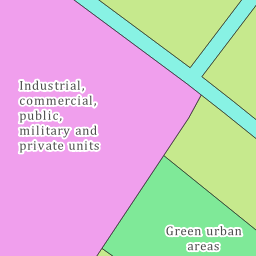 Industrial,
commercial,
public,
military and
private units
Green urban
areas